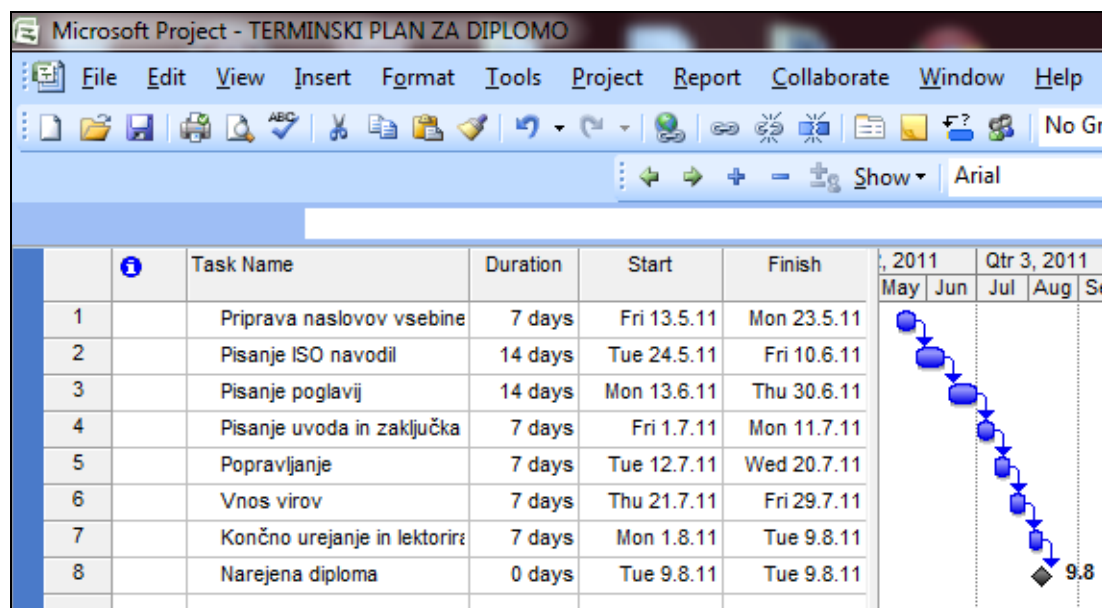 Microsoft Project - TERMINSKI PLAN ZA DIPLOMO
File Edit View Insert Format Tools Project Report Collaborate Window Help
ABC No Gr
Show Arial
Task Name Duration Start Finish , 2011 Qtr 3, 2011
May Jun Jul Aug Se
1 Priprava naslovov vsebine 7 days Fri 13.5.11 Mon 23.5.11
2 Pisanje ISO navodil 14 days Tue 24.5.11 Fri 10.6.11
3 Pisanje poglavij 14 days Mon 13.6.11 Thu 30.6.11
4 Pisanje uvoda in zaključka 7 days Fri 1.7.11 Mon 11.7.11
5 Popravljanje 7 days Tue 12.7.11 Wed 20.7.11
6 Vnos virov 7 days Thu 21.7.11 Fri 29.7.11
7 Končno urejanje in lektorira 7 days Mon 1.8.11 Tue 9.8.11
8 Narejena diploma 0 days Tue 9.8.11 Tue 9.8.11 9.8